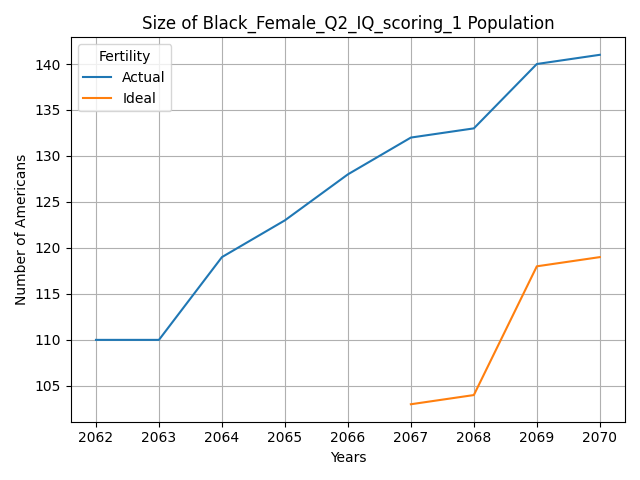 Size of Black_Female_Q2_IQ_scoring_1 Population
Fertility
Actual
Ideal
Number of Americans
140
135
130
125
120
115
110
105
2062 2063 2064 2065 2066 2067 2068 2069 2070
Years